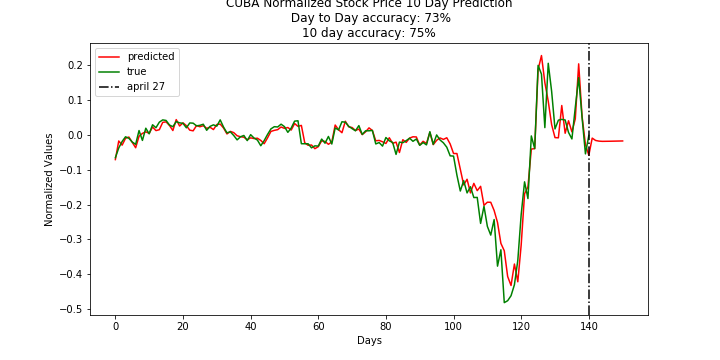 CUBA Normalized Stock Price 10 Day Prediction
Day to Day accuracy: 73%
10 day accuracy: 75%
predicted
true
april 27
Normalized Values
0.2
0.1
0.0
−0.1
−0.2
−0.3
−0.4
−0.5
0 20 40 60 80 100 120 140
Days